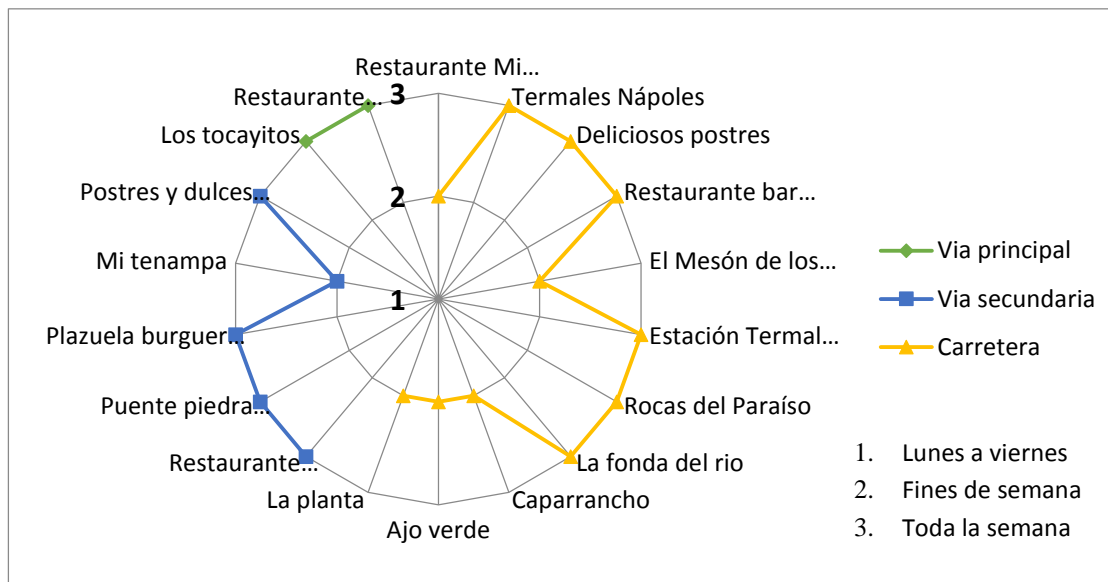 Restaurante Mi…
Termales Nápoles
Deliciosos postres
Restaurante bar…
El Mesón de los…
Estación Termal…
Rocas del Paraíso
La fonda del rio
Caparrancho
Ajo verde
La planta
Restaurante…
Puente piedra…
Plazuela burguer…
Mi tenampa
Postres y dulces…
Los tocayitos
Restaurante…
3
2
1
Via principal
Via secundaria
Carretera
1. Lunes a viernes
2. Fines de semana
3. Toda la semana